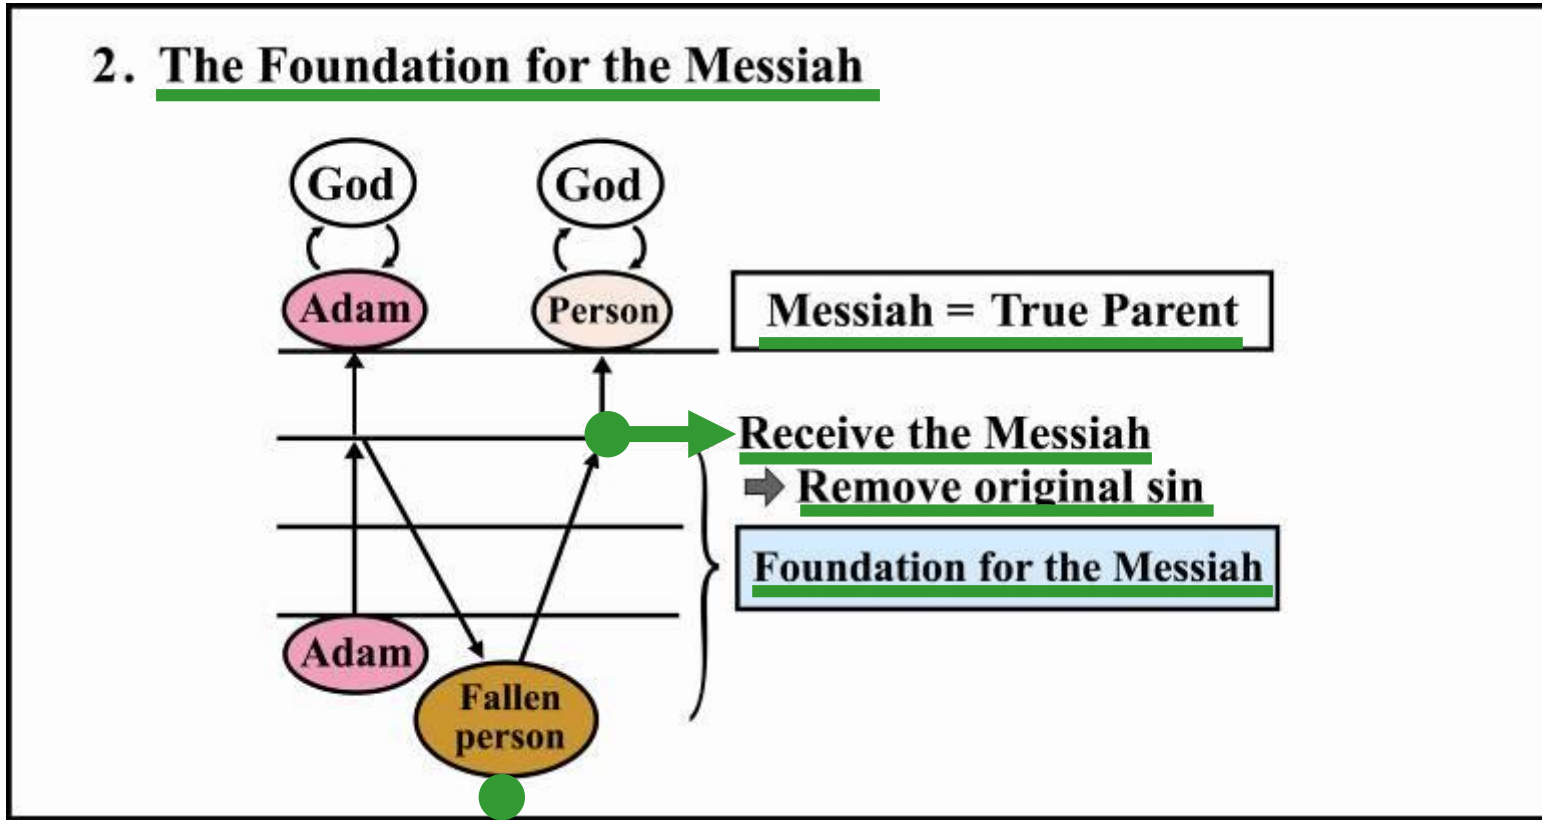 2. The Foundation for the Messiah
God
God
Adam
Person
Messiah = True Parent
Receive the Messiah
Remove original sin
Foundation for the Messiah
Adam
Fallen
person